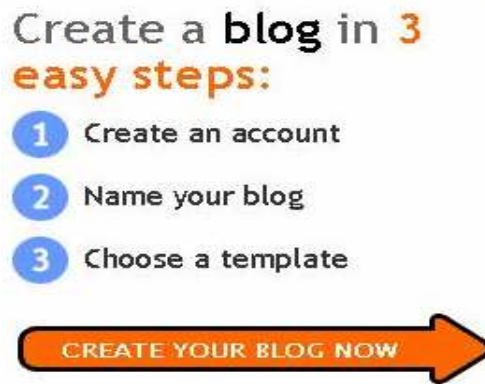 Create a blog in 3
easy steps:
1 Create an account
2 Name your blog
3 Choose a template
CREATE YOUR BLOG NOW